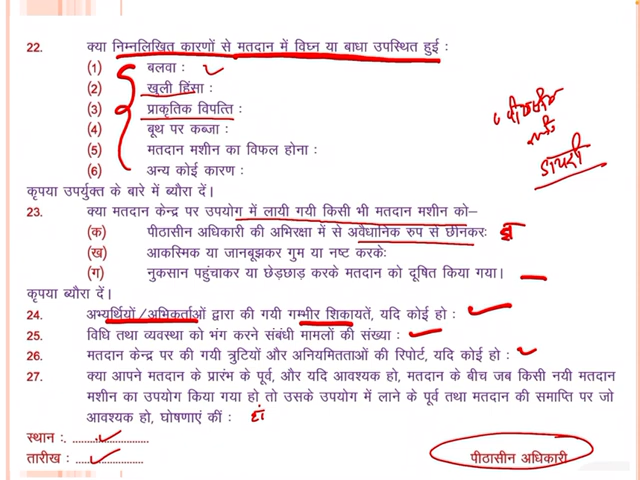 22. क्या निम्नलिखित कारणों से मतदान में विघ्न या बाधा उपस्थित हुई :
(1) बलवा :
(2) खुली हिंसा :
(3) प्राकृतिक विपत्ति :
(4) बूथ पर कब्जा :
(5) मतदान मशीन का विफल होना :
(6) अन्य कोई कारण :
डायरी
कृपया उपर्युक्त के बारे में ब्यौरा दें।
23. क्या मतदान केन्द्र पर उपयोग में लायी गयी किसी भी मतदान मशीन को–
(क) पीठासीन अधिकारी की अभिरक्षा में से अवैधानिक रुप से छीनकरः
(ख) आकस्मिक या जानबूझकर गुम या नष्ट करकेः
(ग) नुकसान पहुंचाकर या छेड़छाड़ करके मतदान को दूषित किया गया।
कृपया ब्यौरा दें।
24. अभ्यर्थियों/अभिकर्ताओं द्वारा की गयी गम्भीर शिकायतें, यदि कोई हो :
25. विधि तथा व्यवस्था को भंग करने संबंधी मामलों की संख्या :
26. मतदान केन्द्र पर की गयी त्रुटियों और अनियमितताओं की रिपोर्ट, यदि कोई हो :
27. क्या आपने मतदान के प्रारंभ के पूर्व, और यदि आवश्यक हो, मतदान के बीच जब किसी नयी मतदान
मशीन का उपयोग किया गया हो तो उसके उपयोग में लाने के पूर्व तथा मतदान की समाप्ति पर जो
आवश्यक हो, घोषणाएं कीं : हां
स्थान : ........................
तारीख : ...................... पीठासीन अधिकारी